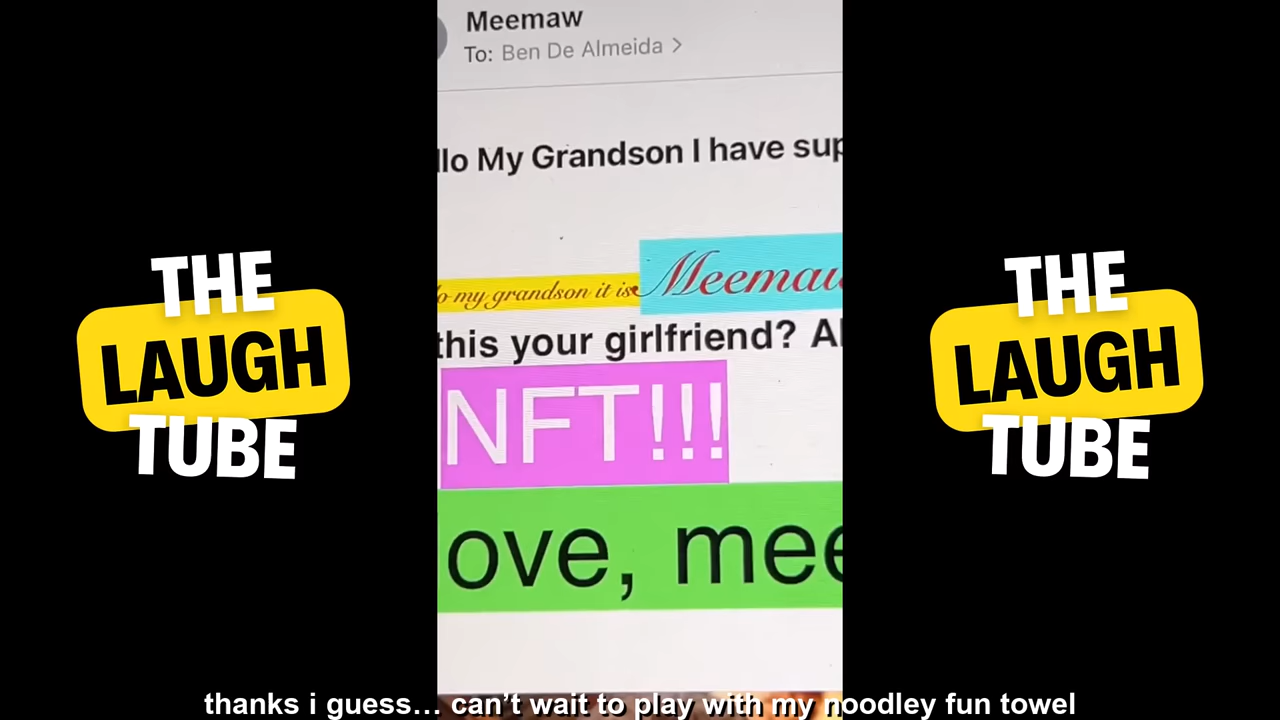 Meemaw
To: Ben De Almeida >
llo My Grandson I have sup
o my grandson it is Meemaw
this your girlfriend? Al
NFT!!!
ove, mee
THE
LAUGH
TUBE
THE
LAUGH
TUBE
thanks i guess... can't wait to play with my noodley fun towel